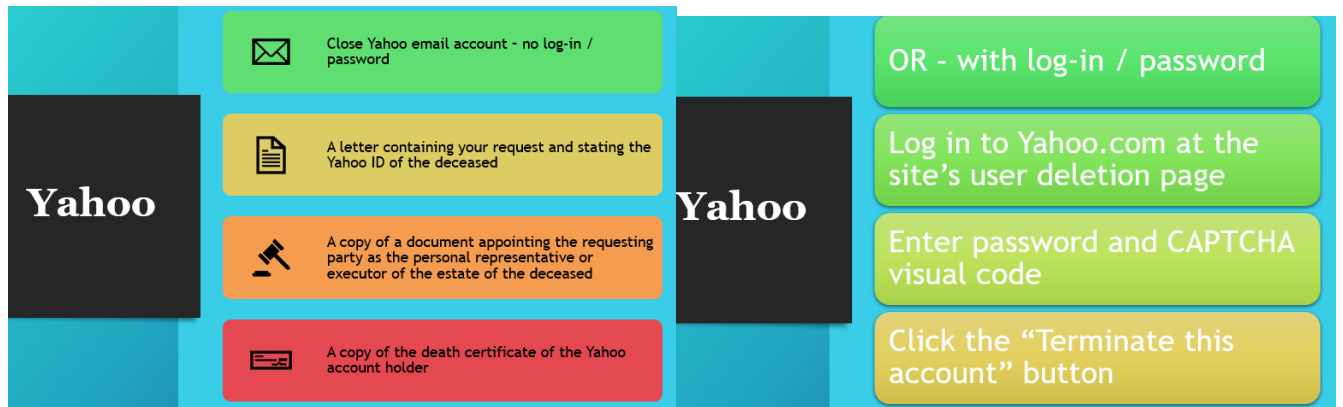 Yahoo
Close Yahoo email account – no log-in /
password
A letter containing your request and stating the
Yahoo ID of the deceased
A copy of a document appointing the requesting
party as the personal representative or
executor of the estate of the deceased
A copy of the death certificate of the Yahoo
account holder
Yahoo
OR – with log-in / password
Log in to Yahoo.com at the
site’s user deletion page
Enter password and CAPTCHA
visual code
Click the “Terminate this
account” button